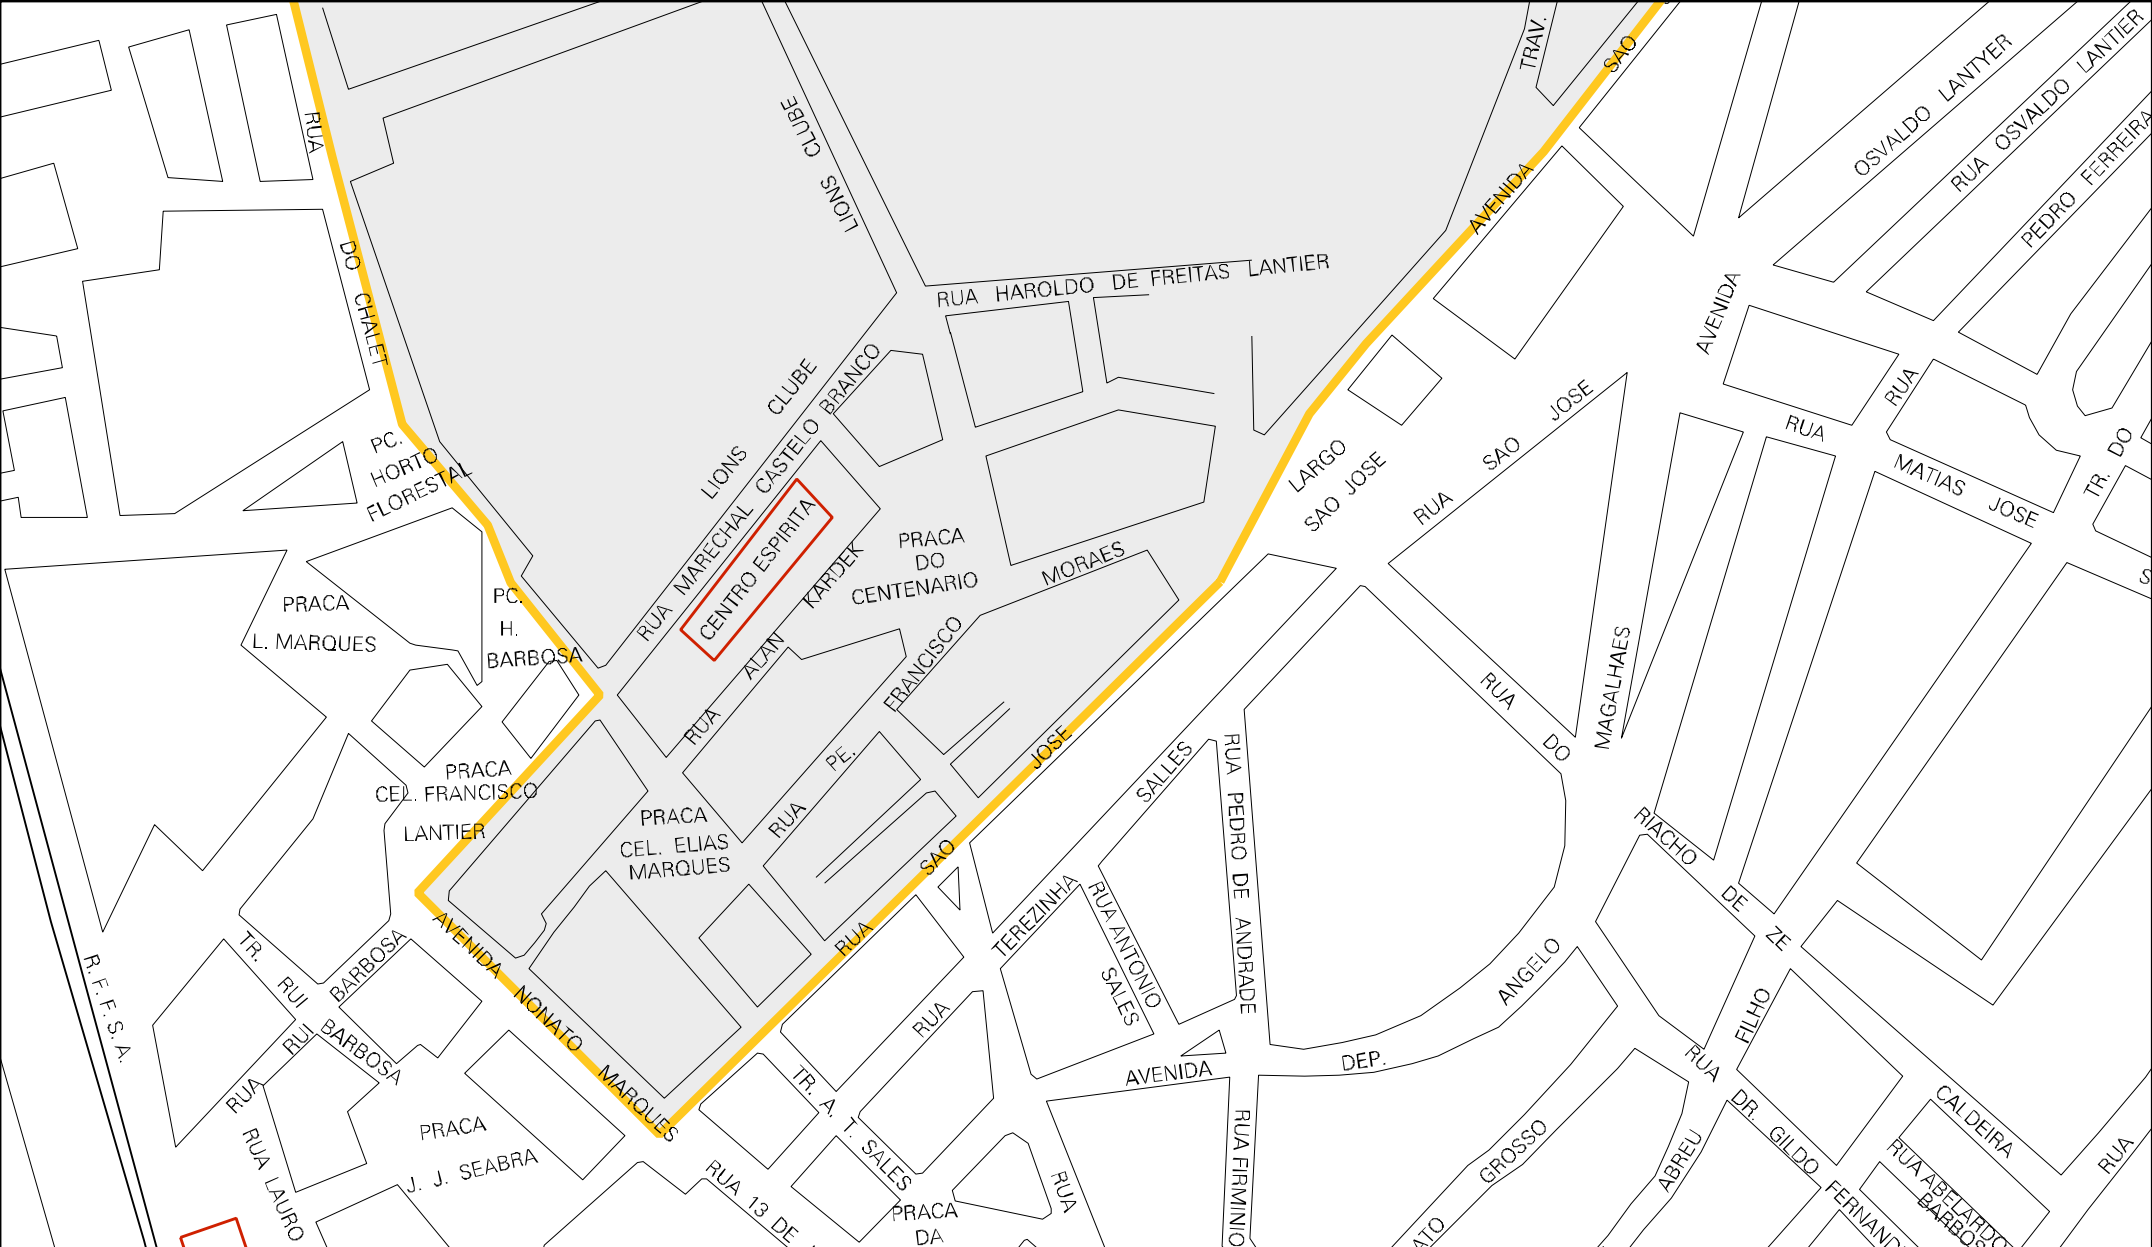 RUA
DO CHALET
LIONS CLUBE
TRAV.
AVENIDA SAO
OSVALDO LANTYER
RUA OSVALDO LANTIER
PEDRO FERREIRA
RUA HAROLDO DE FREITAS LANTIER
AVENIDA
MAGALHAES
LIONS CLUBE
RUA MARECHAL CASTELO BRANCO
CENTRO ESPIRITA
RUA ALAN KARDEK
PC.
HORTO
FLORESTAL
PRACA
L. MARQUES
PC.
H.
BARBOSA
PRACA
DO
CENTENARIO
LARGO
SAO JOSE
RUA SAO JOSE
RUA
RUA
MATIAS JOSE
TR. DO
RUA PE. FRANCISCO MORAES
PRACA
CEL. FRANCISCO
LANTIER
PRACA
CEL. ELIAS
MARQUES
RUA SAO JOSE
RUA DO
RIACHO DE ZE
TEREZINHA SALLES
RUA PEDRO DE ANDRADE
RUA ANTONIO
SALES
R. F. F. S. A.
TR. RUI
BARBOSA
RUA RUI
BARBOSA
AVENIDA NONATO MARQUES
RUA
AVENIDA DEP. ANGELO
RUA
FILHO
DR. GILDO
FERNAND
CALDEIRA
RUA
RUA ABELARDO
BARBOS
PRACA
J. J. SEABRA
RUA LAURO
RUA 13 DE
TR. A. T. SALES
PRACA
DA
RUA
RUA FIRMINIO
GROSSO
ATO
ABREU